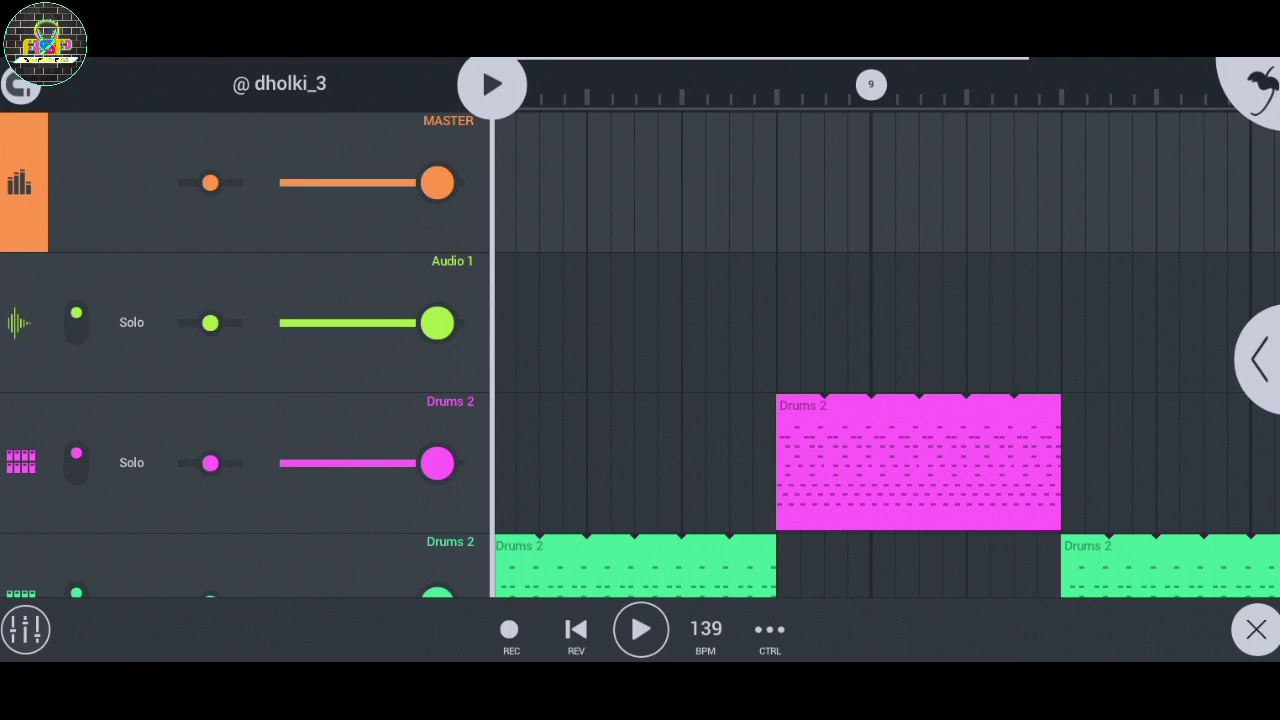 @ dholki_3
9
MASTER
Audio 1
Solo
Drums 2
Drums 2
Solo
Drums 2
Drums 2
Drums 2
139
REC
REV
BPM
CTRL